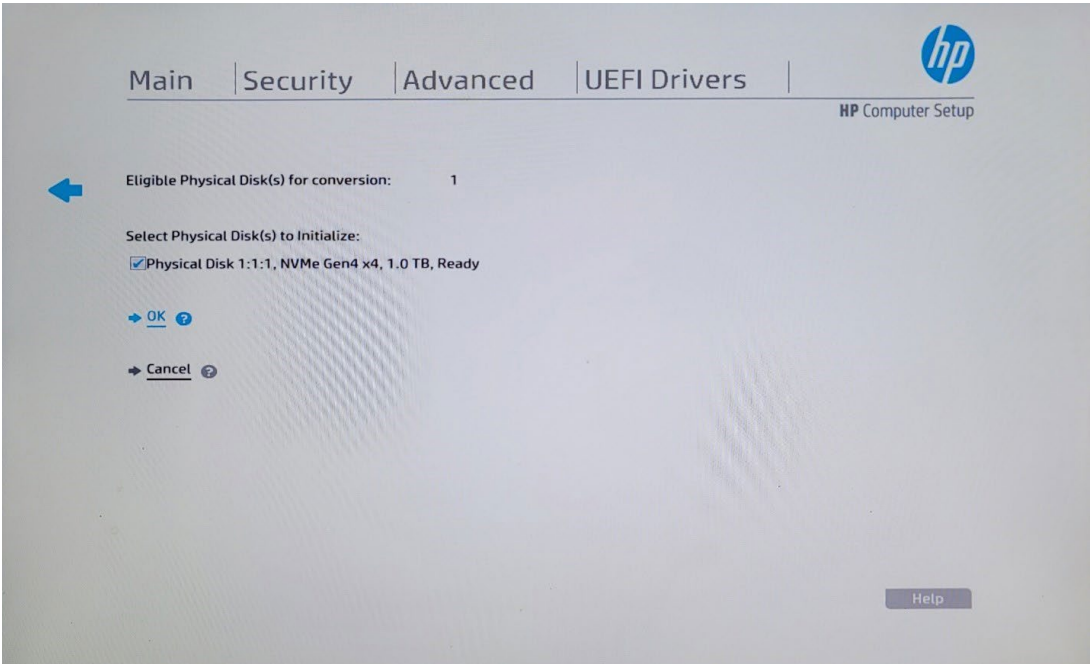 hp
Main Security Advanced UEFI Drivers
HP Computer Setup
Eligible Physical Disk(s) for conversion: 1
Select Physical Disk(s) to Initialize:
Physical Disk 1:1:1, NVMe Gen4 x4, 1.0 TB, Ready
OK ?
Cancel ?
Help